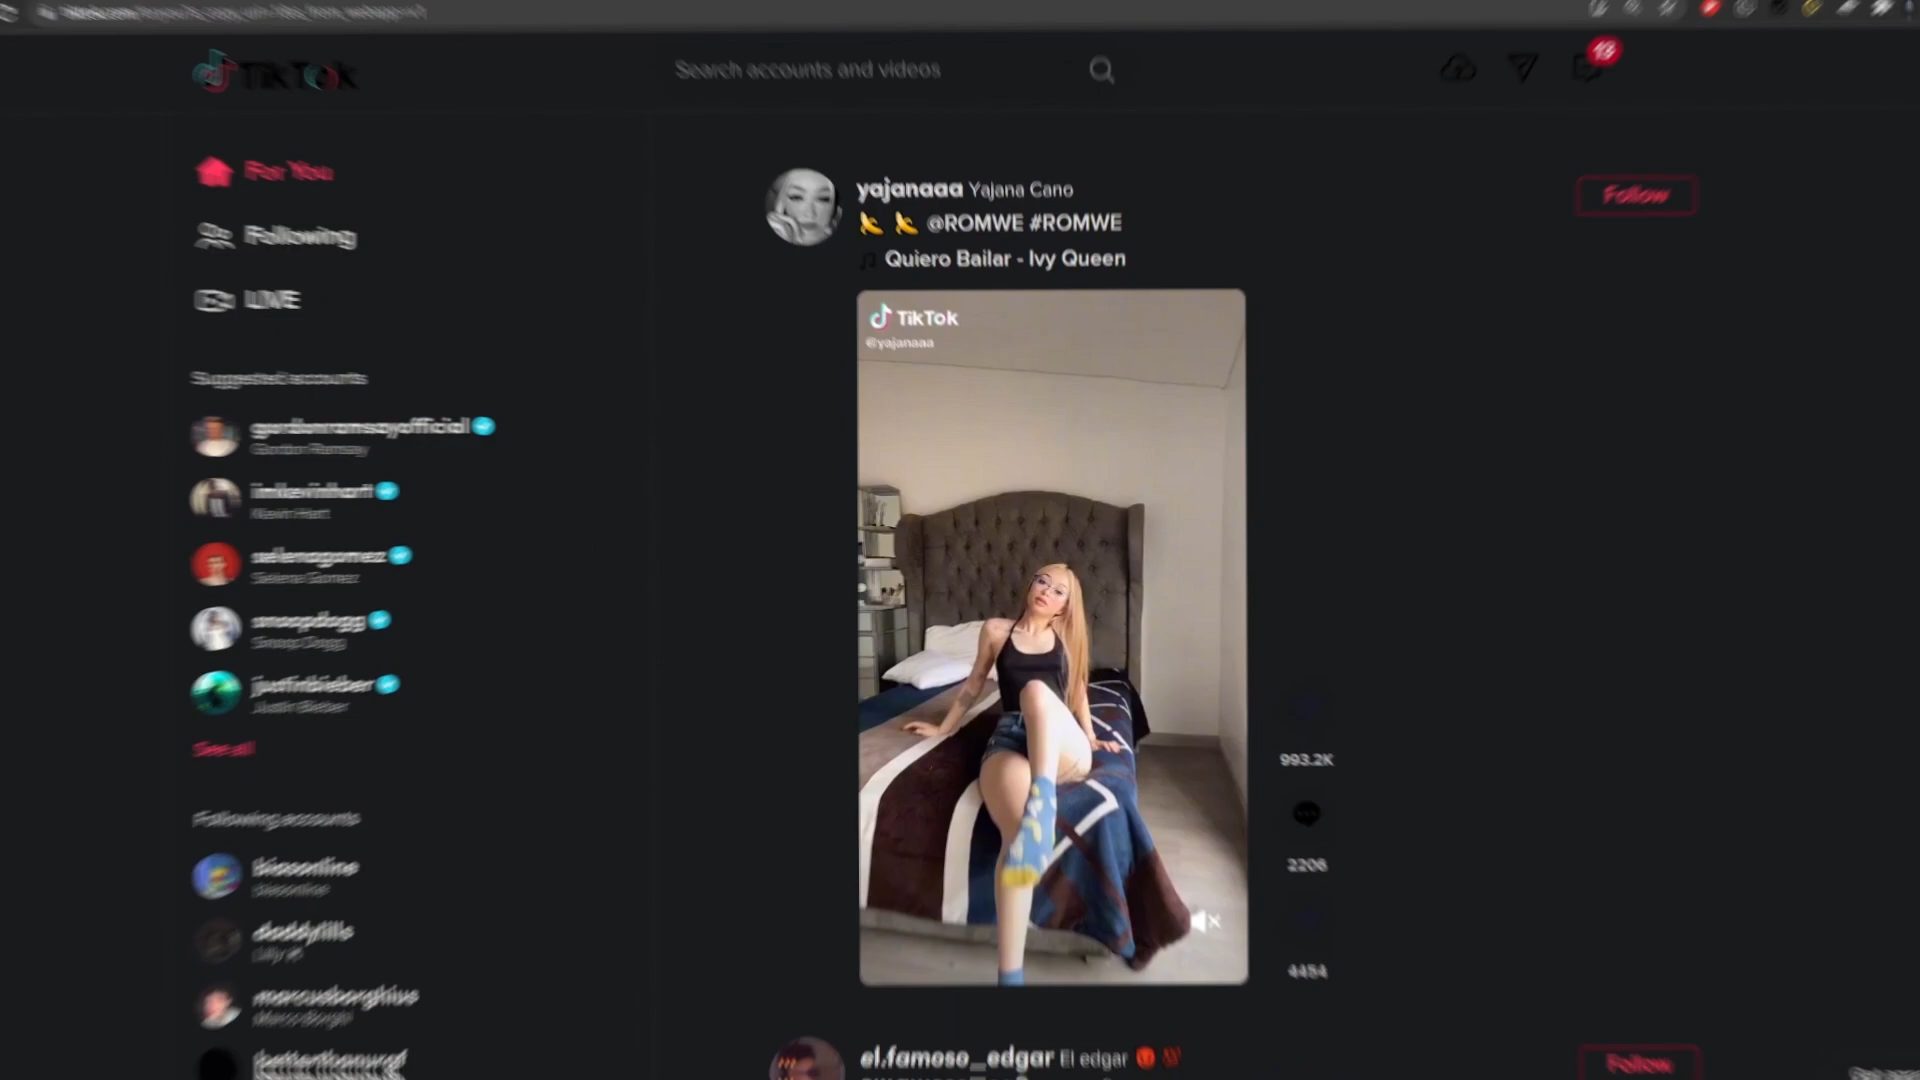 TikTok
Search accounts and videos
19
For You
Following
LIVE
Suggested accounts
gordonramsayofficial
Gordon Ramsay
imkevinhart
Kevin Hart
selenagomez
Selena Gomez
snoopdogg
Snoop Dogg
justinbieber
Justin Bieber
See all
Following accounts
marcusborghius
yajanaaa Yajana Cano
🍌 🍌 @ROMWE #ROMWE
Quiero Bailar - Ivy Queen
Follow
TikTok
@yajanaaa
993.2K
2206
4454
el.famoso_edgar El edgar
Follow